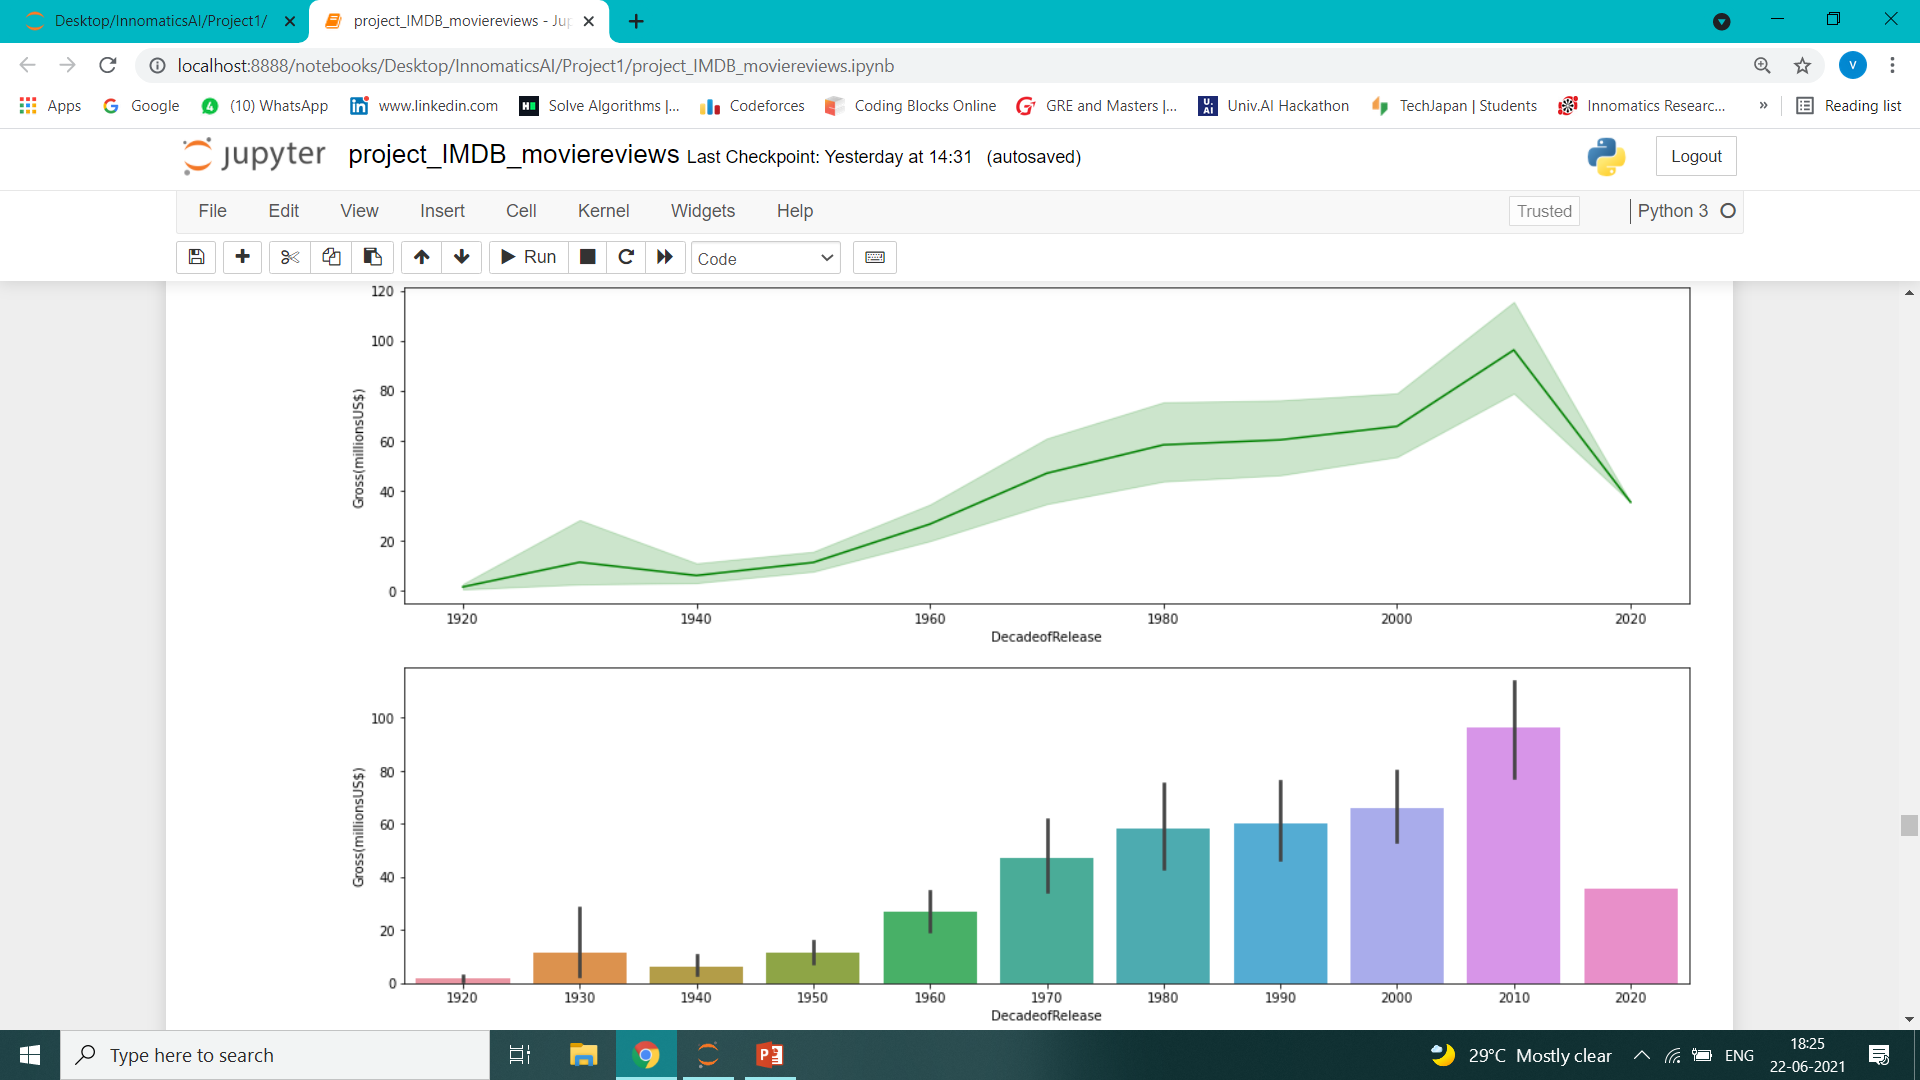 Desktop/InnomaticsAI/Project1/
project_IMDB_moviereviews - Ju
localhost:8888/notebooks/Desktop/InnomaticsAI/Project1/project_IMDB_moviereviews.ipynb
V
Apps Google (10) WhatsApp www.linkedin.com Solve Algorithms |... Codeforces Coding Blocks Online GRE and Masters |... Univ.AI Hackathon TechJapan | Students Innomatics Researc... » Reading list
jupyter project_IMDB_moviereviews Last Checkpoint: Yesterday at 14:31 (autosaved)
Logout
File Edit View Insert Cell Kernel Widgets Help
Trusted Python 3
Run Code
120
100
80
60
40
20
0
Gross(millionsUS$)
1920 1940 1960 1980 2000 2020
DecadeofRelease
100
80
60
40
20
0
Gross(millionsUS$)
1920 1930 1940 1950 1960 1970 1980 1990 2000 2010 2020
DecadeofRelease
Type here to search
29°C Mostly clear ENG
18:25
22-06-2021